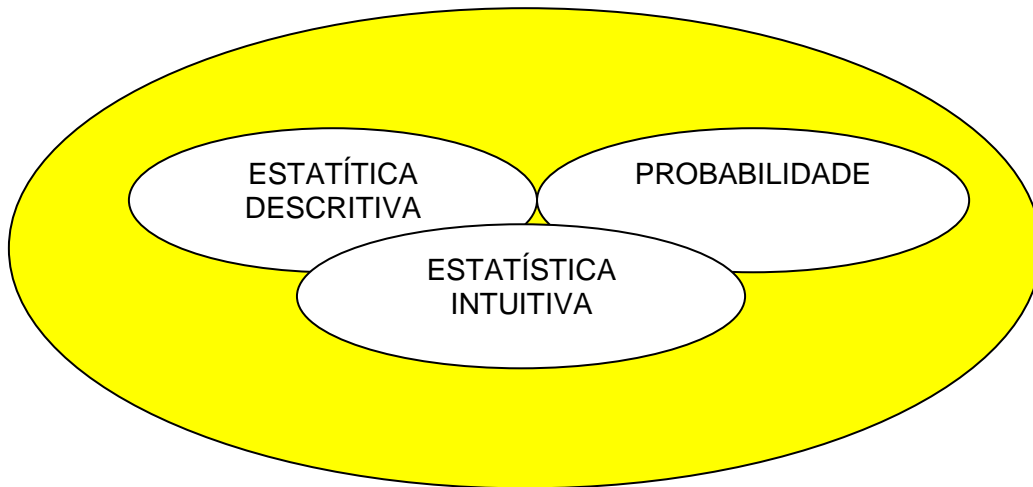 ESTATÍTICA
DESCRITIVA
PROBABILIDADE
ESTATÍSTICA
INTUITIVA